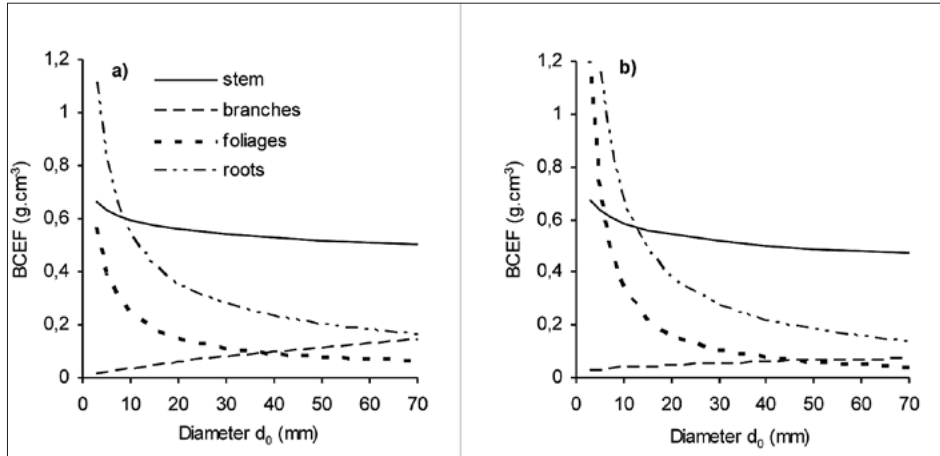 a)
stem
branches
foliages
roots
BCEF (g.cm³)
1,2
1
0,8
0,6
0,4
0,2
0
0 10 20 30 40 50 60 70
Diameter d₀ (mm)
b)
BCEF (g.cm³)
1,2
1
0,8
0,6
0,4
0,2
0
0 10 20 30 40 50 60 70
Diameter d₀ (mm)